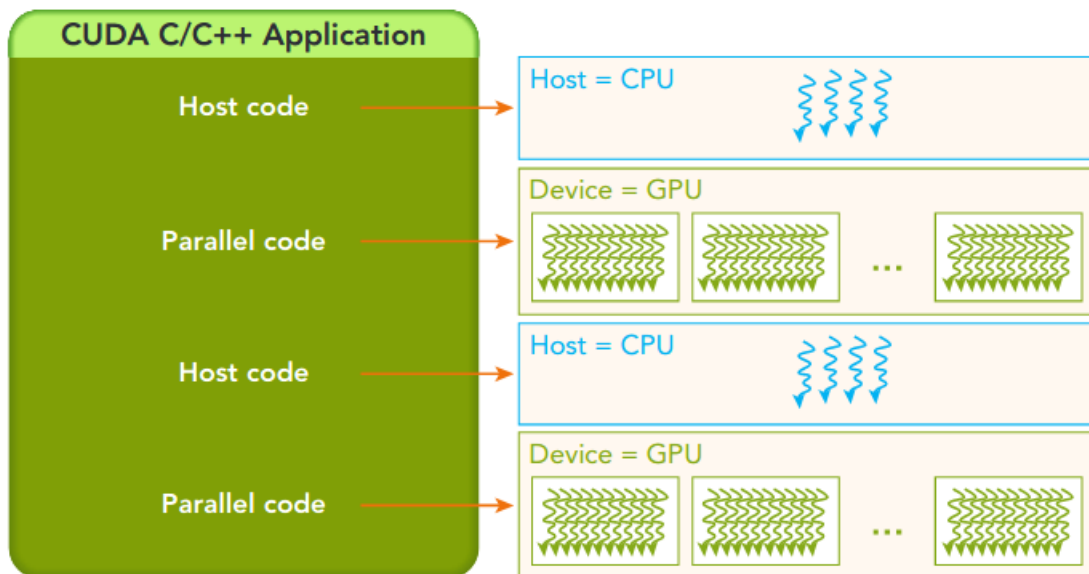 CUDA C/C++ Application
Host code
Host = CPU
Parallel code
Device = GPU
...
Host code
Host = CPU
Parallel code
Device = GPU
...